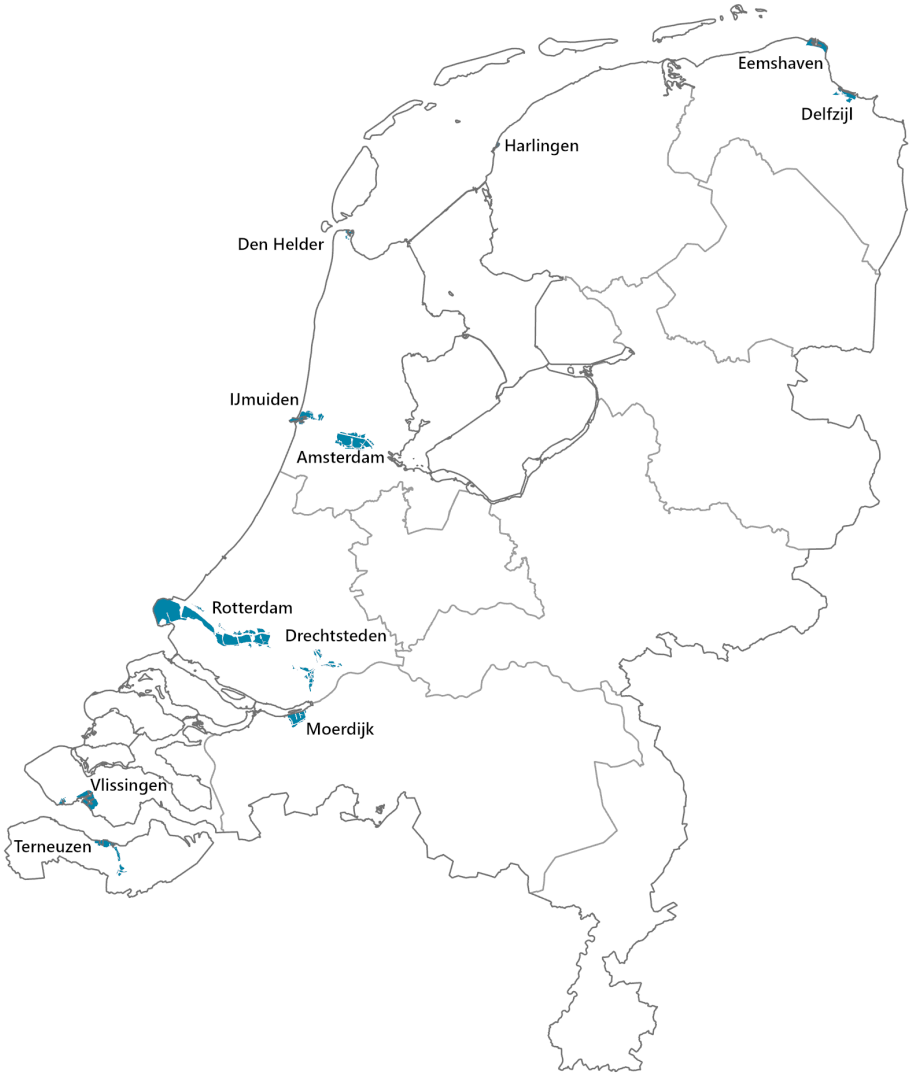 Eemshaven
Delfzijl
Harlingen
Den Helder
IJmuiden
Amsterdam
Rotterdam
Drechtsteden
Moerdijk
Vlissingen
Terneuzen